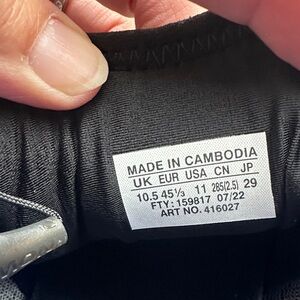 MADE IN CAMBODIA
UK EUR USA CN JP
10.5 45⅓ 11 285(2.5) 29
FTY: 159817 07/22
ART NO. 416027